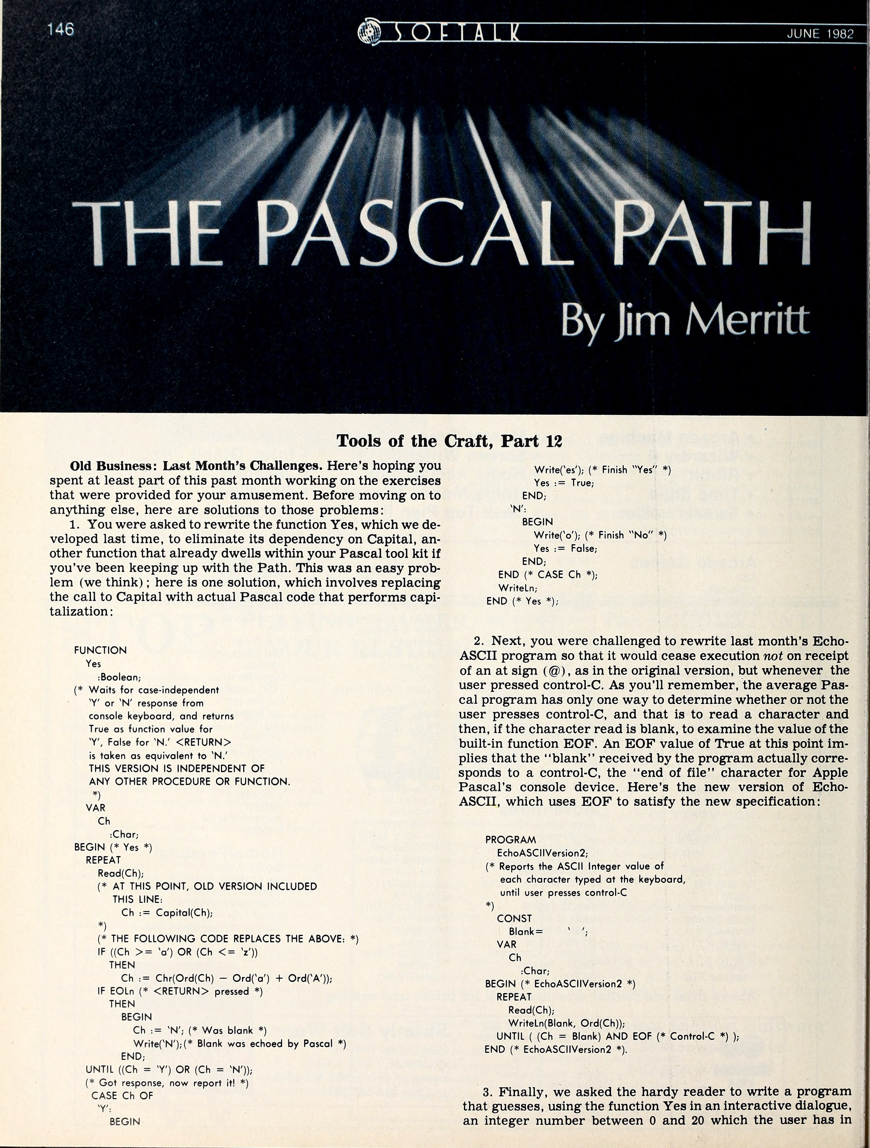 146
SOFTALK
JUNE 1982
THE PASCAL PATH
By Jim Merritt
Tools of the Craft, Part 12
Old Business: Last Month's Challenges. Here's hoping you
spent at least part of this past month working on the exercises
that were provided for your amusement. Before moving on to
anything else, here are solutions to those problems:
1. You were asked to rewrite the function Yes, which we de-
veloped last time, to eliminate its dependency on Capital, an-
other function that already dwells within your Pascal tool kit if
you've been keeping up with the Path. This was an easy prob-
lem (we think); here is one solution, which involves replacing
the call to Capital with actual Pascal code that performs capi-
talization:
FUNCTION
Yes
:Boolean;
(* Waits for case-independent
'Y' or 'N' response from
console keyboard, and returns
True as function value for
'Y', False for 'N.' <RETURN>
is taken as equivalent to 'N.'
THIS VERSION IS INDEPENDENT OF
ANY OTHER PROCEDURE OR FUNCTION.
*)
VAR
Ch
:Char;
BEGIN (* Yes *)
REPEAT
Read(Ch);
(* AT THIS POINT, OLD VERSION INCLUDED
THIS LINE:
Ch := Capital(Ch);
*)
(* THE FOLLOWING CODE REPLACES THE ABOVE: *)
IF ((Ch >= 'a') OR (Ch <= 'z'))
THEN
Ch := Chr(Ord(Ch) − Ord('a') + Ord('A'));
IF EOLn (* <RETURN> pressed *)
THEN
BEGIN
Ch := 'N'; (* Was blank *)
Write('N');(* Blank was echoed by Pascal *)
END;
UNTIL ((Ch = 'Y') OR (Ch = 'N'));
(* Got response, now report it! *)
CASE Ch OF
'Y':
BEGIN
Write('es'); (* Finish "Yes" *)
Yes := True;
END;
'N':
BEGIN
Write('o'); (* Finish "No" *)
Yes := False;
END;
END (* CASE Ch *);
WriteLn;
END (* Yes *);
2. Next, you were challenged to rewrite last month's Echo-
ASCII program so that it would cease execution not on receipt
of an at sign (@), as in the original version, but whenever the
user pressed control-C. As you'll remember, the average Pas-
cal program has only one way to determine whether or not the
user presses control-C, and that is to read a character and
then, if the character read is blank, to examine the value of the
built-in function EOF. An EOF value of True at this point im-
plies that the "blank" received by the program actually corre-
sponds to a control-C, the "end of file" character for Apple
Pascal's console device. Here's the new version of Echo-
ASCII, which uses EOF to satisfy the new specification:
PROGRAM
EchoASCIIVersion2;
(* Reports the ASCII Integer value of
each character typed at the keyboard,
until user presses control-C
*)
CONST
Blank= ' ';
VAR
Ch
:Char;
BEGIN (* EchoASCIIVersion2 *)
REPEAT
Read(Ch);
WriteLn(Blank, Ord(Ch));
UNTIL ( (Ch = Blank) AND EOF (* Control-C *) );
END (* EchoASCIIVersion2 *).
3. Finally, we asked the hardy reader to write a program
that guesses, using the function Yes in an interactive dialogue,
an integer number between 0 and 20 which the user has in